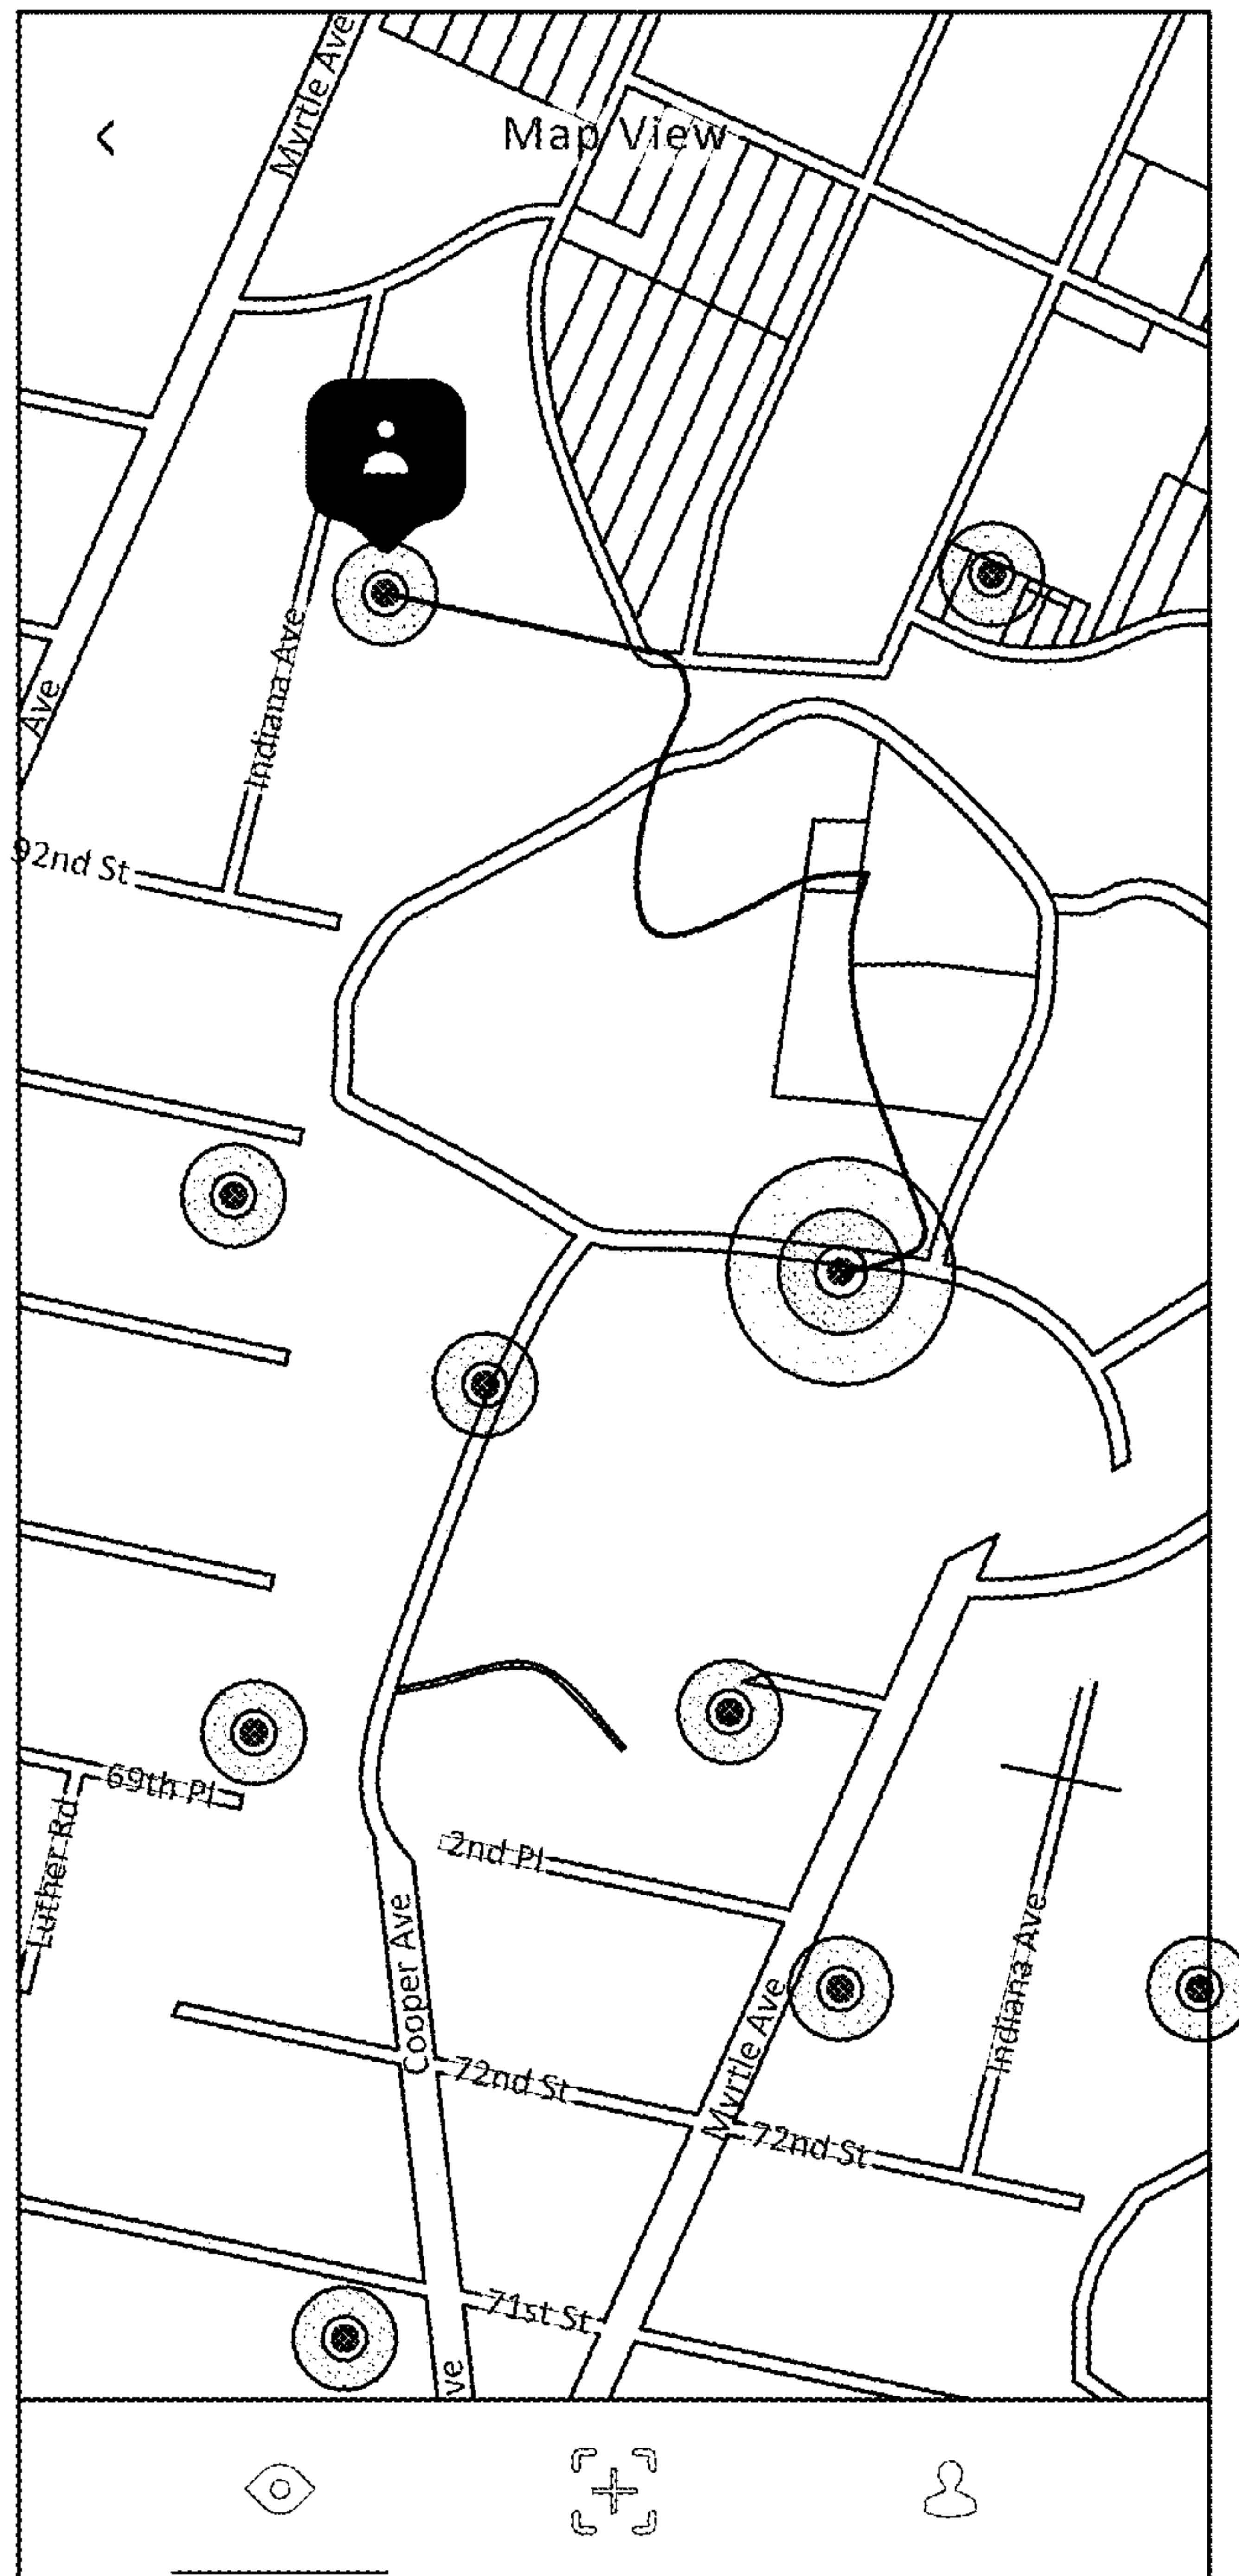 Myrtle Ave
Map View
Indiana Ave
Ave
92nd St
69th Pl
Luther Rd
2nd Pl
Cooper Ave
Indiana Ave
Myrtle Ave
72nd St
72nd St
71st St
ve